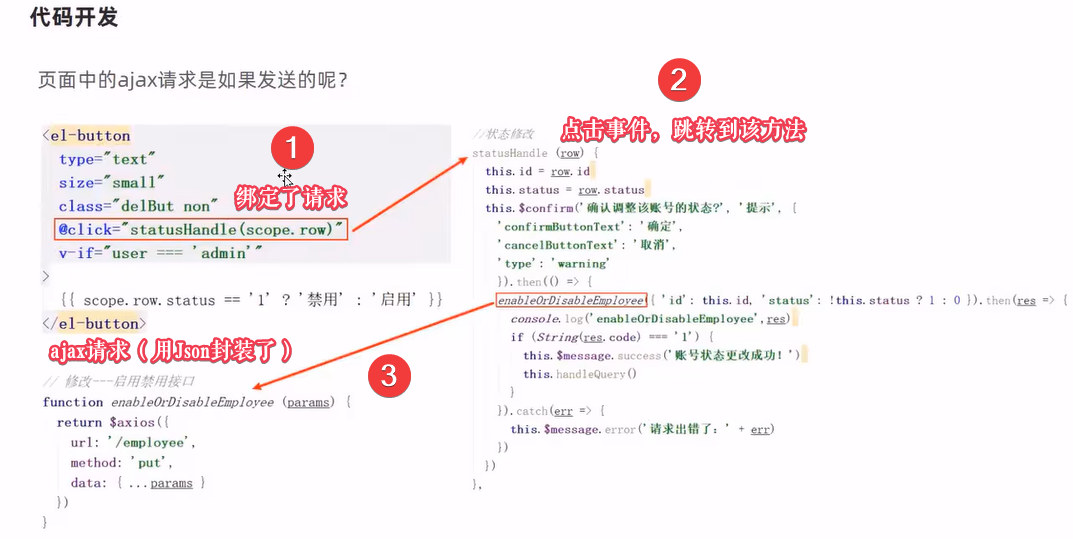 代码开发
页面中的ajax请求是如果发送的呢?
1
绑定了请求
<el-button
type="text"
size="small"
class="delBut non"
@click="statusHandle(scope.row)"
v-if="user === 'admin'"
>
{{ scope.row.status == '1' ? '禁用' : '启用' }}
</el-button>
2
点击事件，跳转到该方法
//状态修改
statusHandle (row) {
this.id = row.id
this.status = row.status
this.$confirm('确认调整该账号的状态?', '提示', {
'confirmButtonText': '确定',
'cancelButtonText': '取消',
'type': 'warning'
}).then(() => {
enableOrDisableEmployee({ 'id': this.id, 'status': !this.status ? 1 : 0 }).then(res => {
console.log('enableOrDisableEmployee',res)
if (String(res.code) === '1') {
this.$message.success('账号状态更改成功！')
this.handleQuery()
}
}).catch(err => {
this.$message.error('请求出错了：' + err)
})
})
},
3
ajax请求（用Json封装了）
// 修改---启用禁用接口
function enableOrDisableEmployee (params) {
return $axios({
url: '/employee',
method: 'put',
data: { ...params }
})
}